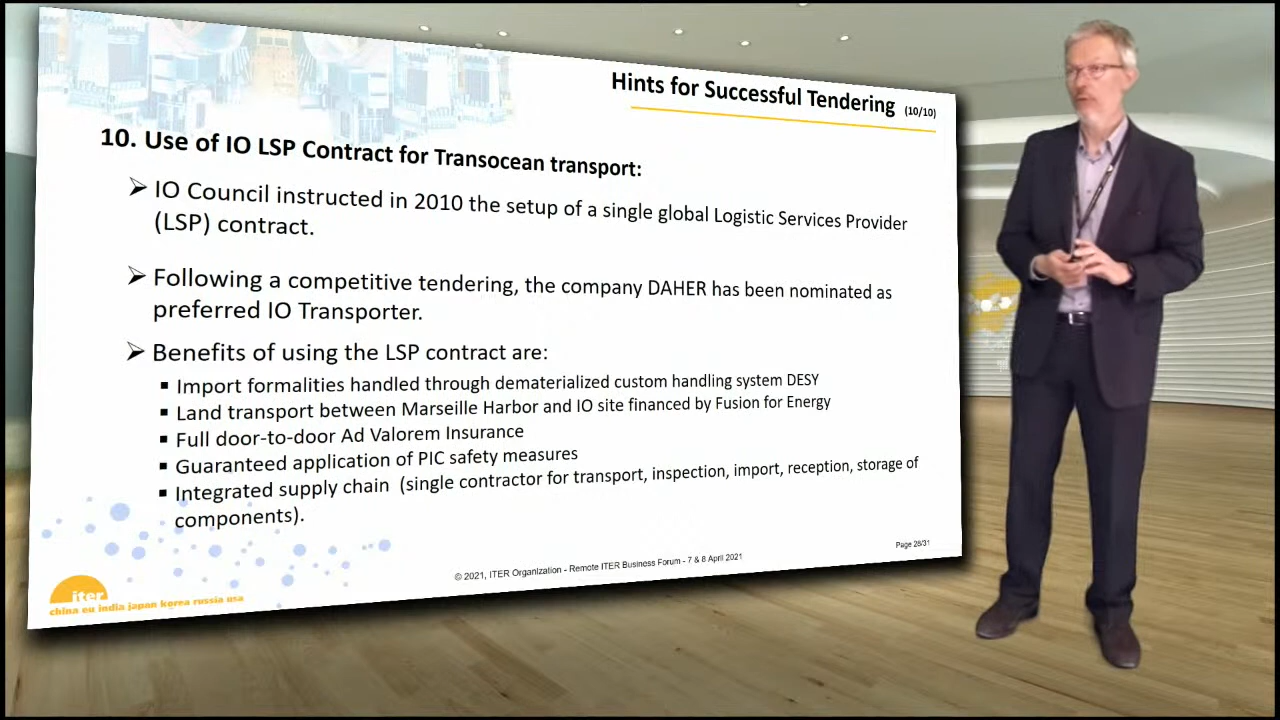 Hints for Successful Tendering (10/10)
10. Use of IO LSP Contract for Transocean transport:
➢ IO Council instructed in 2010 the setup of a single global Logistic Services Provider
(LSP) contract.
➢ Following a competitive tendering, the company DAHER has been nominated as
preferred IO Transporter.
➢ Benefits of using the LSP contract are:
▪ Import formalities handled through dematerialized custom handling system DESY
▪ Land transport between Marseille Harbor and IO site financed by Fusion for Energy
▪ Full door-to-door Ad Valorem Insurance
▪ Guaranteed application of PIC safety measures
▪ Integrated supply chain (single contractor for transport, inspection, import, reception, storage of
components).
Page 28/31
© 2021, ITER Organization - Remote ITER Business Forum - 7 & 8 April 2021
iter
china eu india japan korea russia usa